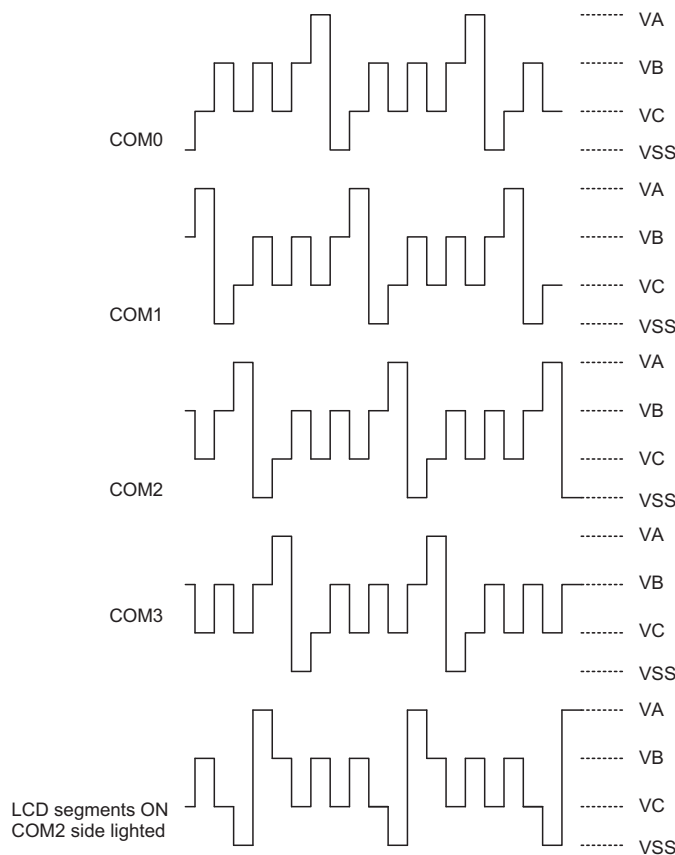 VA
VB
VC
COM0
VSS
VA
VB
VC
COM1
VSS
VA
VB
VC
COM2
VSS
VA
VB
COM3
VC
VSS
VA
VB
VC
LCD segments ON
COM2 side lighted
VSS